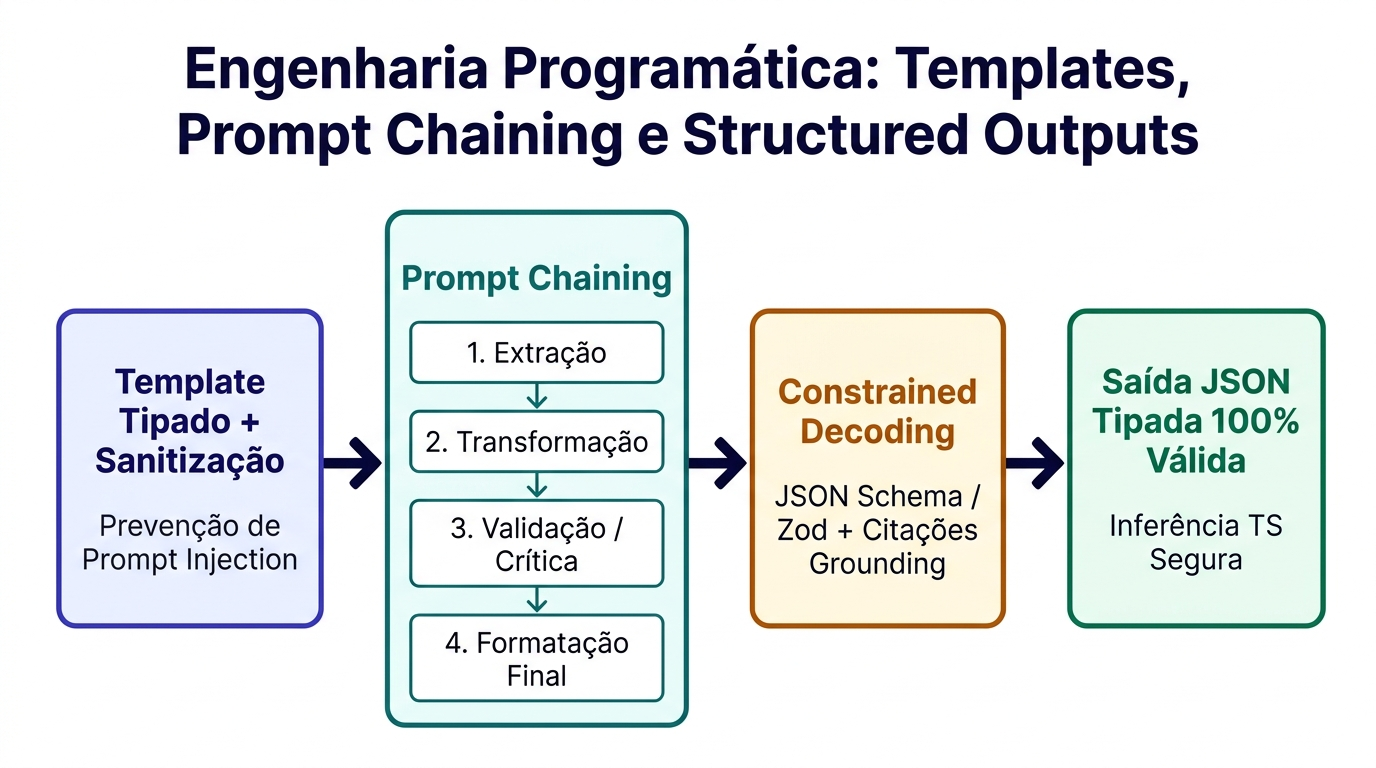 Engenharia Programática: Templates,
Prompt Chaining e Structured Outputs
Template
Tipado +
Sanitização
Prevenção de
Prompt Injection
Prompt Chaining
1. Extração
2. Transformação
3. Validação /
Crítica
4. Formatação
Final
Constrained
Decoding
JSON Schema /
Zod + Citações
Grounding
Saída JSON
Tipada 100%
Válida
Inferência TS
Segura